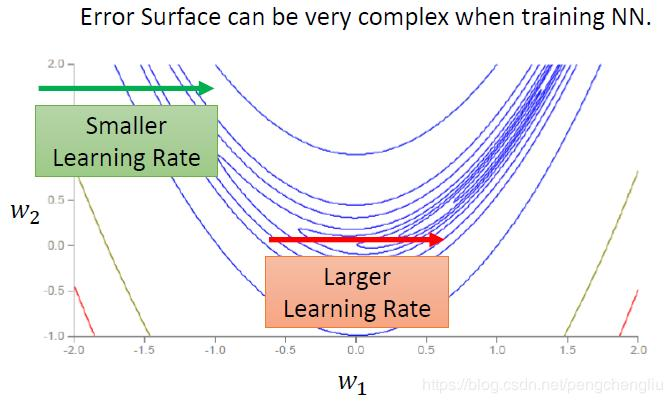 Error Surface can be very complex when training NN.
2.0
Smaller
Learning Rate
0.5
w₂
0.0
Larger
Learning Rate
-0.5
-1.0
-2.0 -1.5 -1.0 -0.5 0.0 0.5 1.0 1.5 2.0
w₁
https://blog.csdn.net/pengchengliu